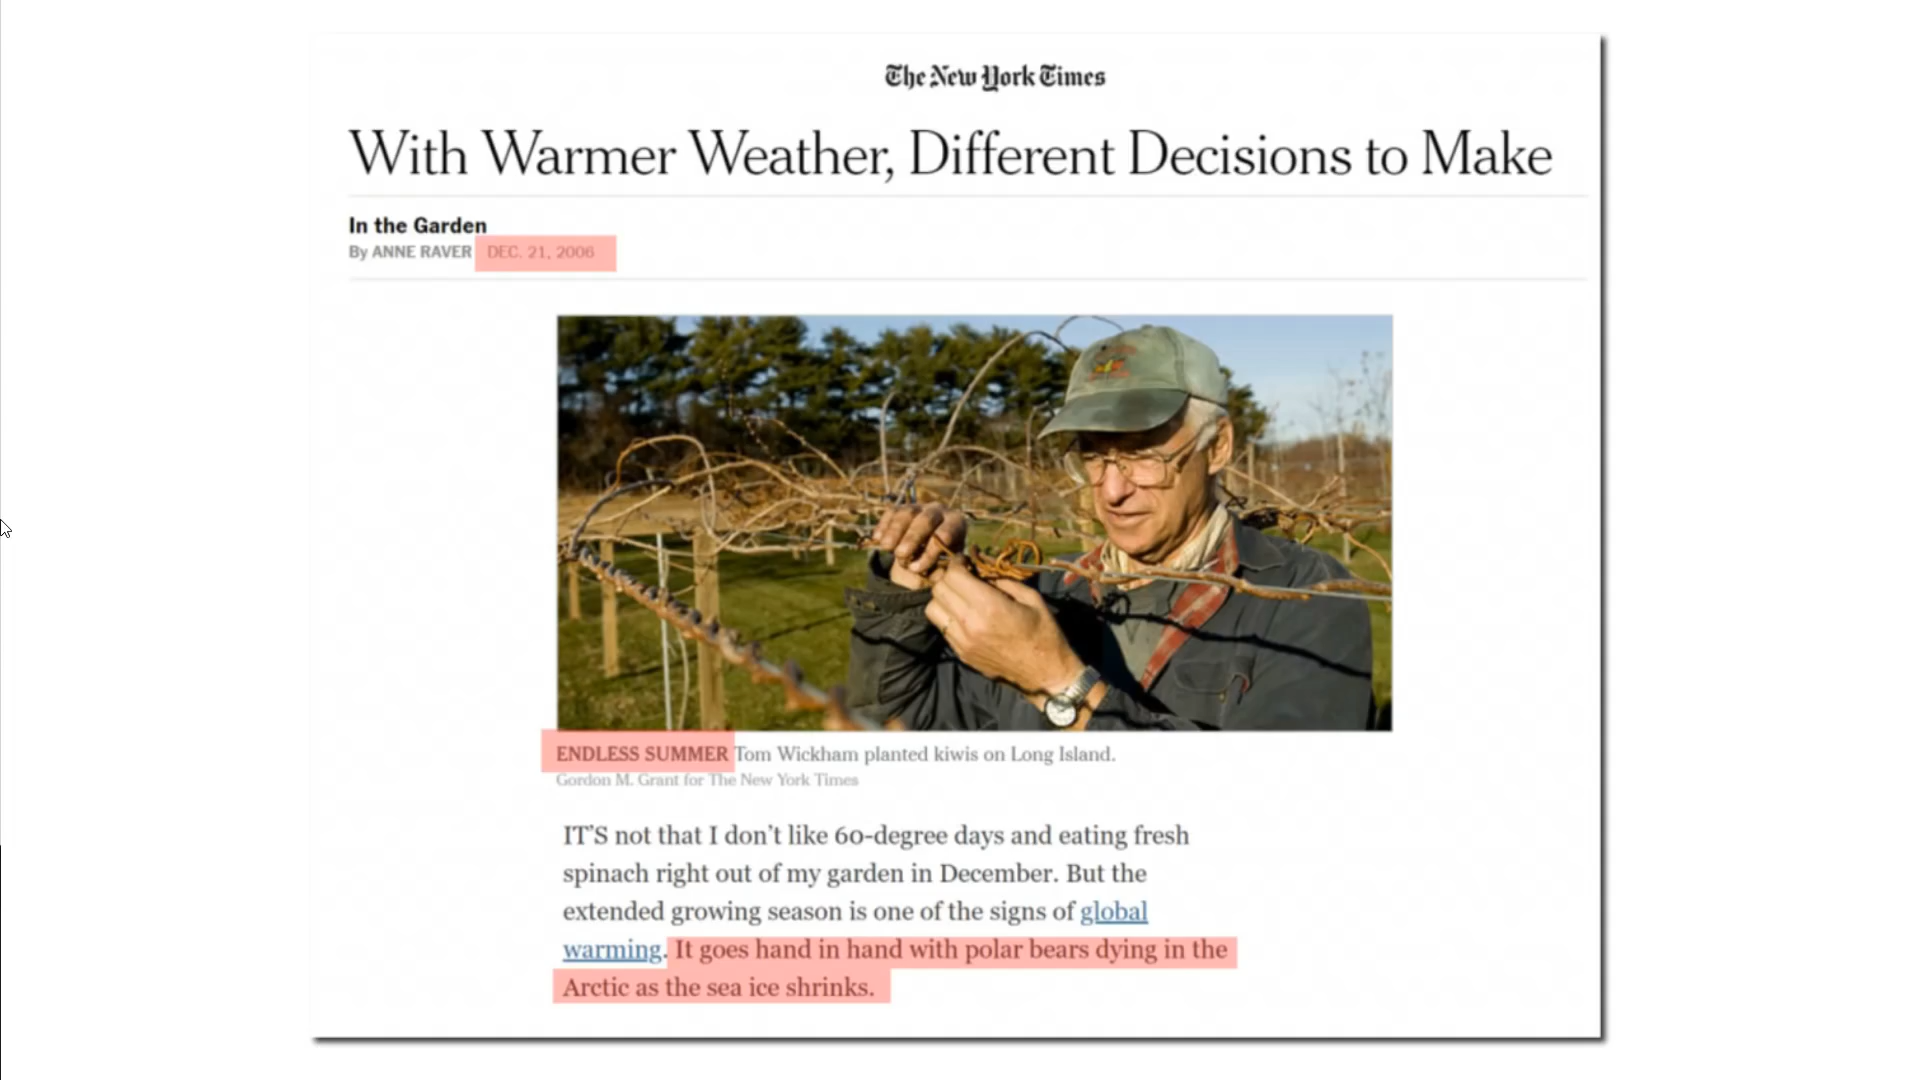 The New York Times
With Warmer Weather, Different Decisions to Make
In the Garden
By ANNE RAVER DEC. 21, 2006
ENDLESS SUMMER Tom Wickham planted kiwis on Long Island.
Gordon M. Grant for The New York Times
IT’S not that I don’t like 60-degree days and eating fresh
spinach right out of my garden in December. But the
extended growing season is one of the signs of global
warming. It goes hand in hand with polar bears dying in the
Arctic as the sea ice shrinks.